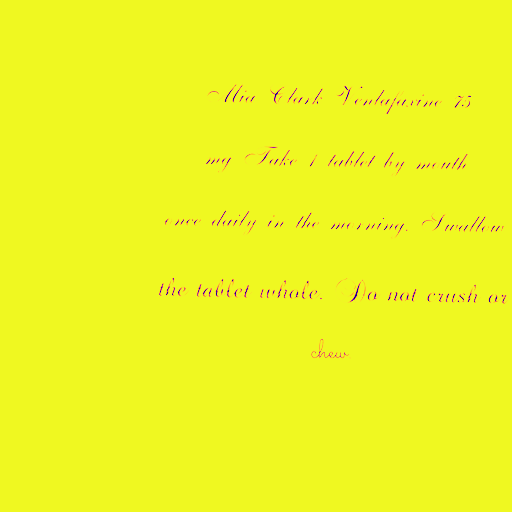 Mia Clark Venlafaxine 75
mg Take 1 tablet by mouth
once daily in the morning. Swallow
the tablet whole. Do not crush or
chew